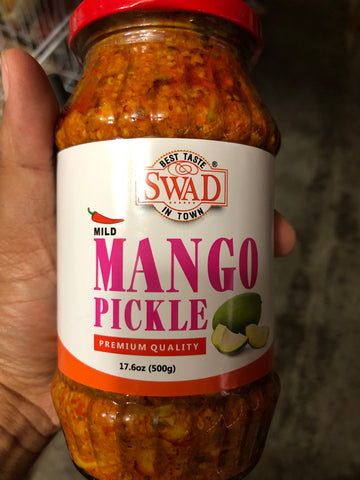 BEST TASTE
SWAD®
IN TOWN
MILD
MANGO
PICKLE
PREMIUM QUALITY
17.6oz (500g)